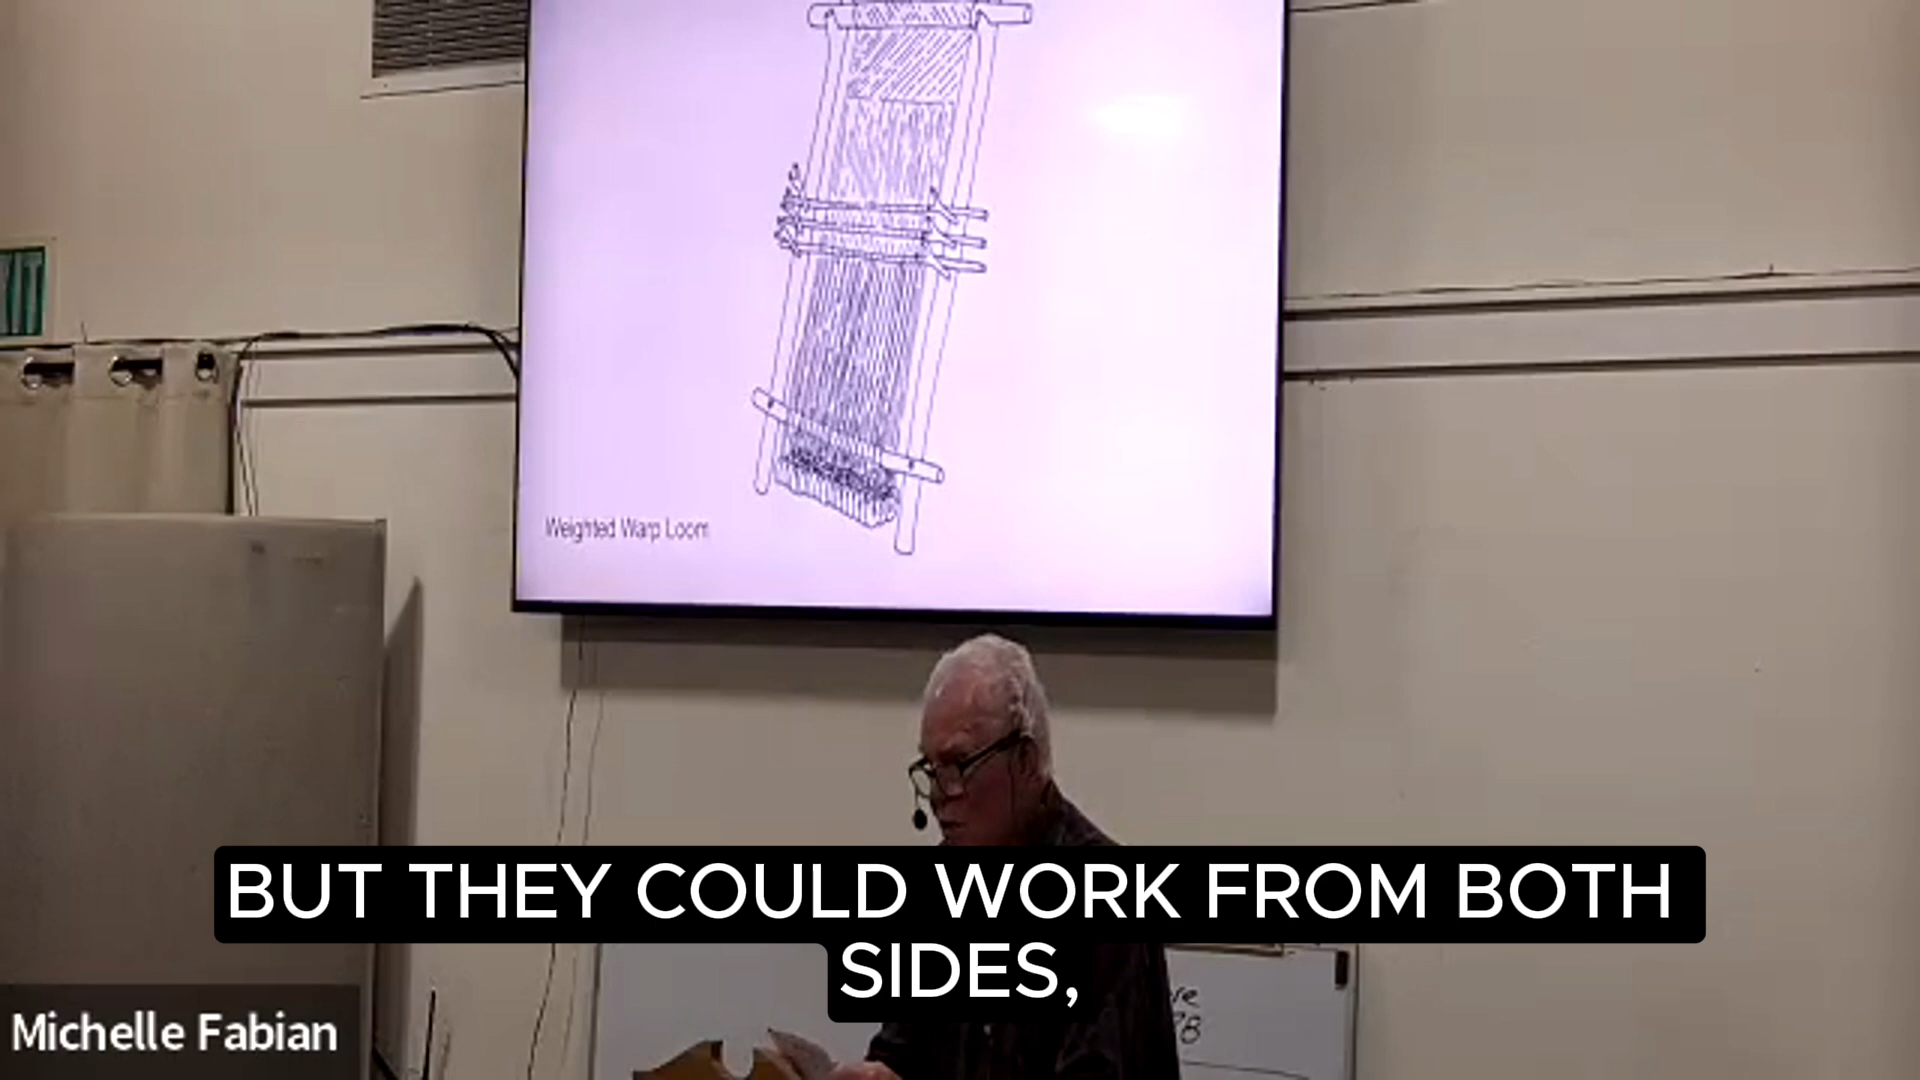 Weighted Warp Loom
BUT THEY COULD WORK FROM BOTH
SIDES,
Michelle Fabian